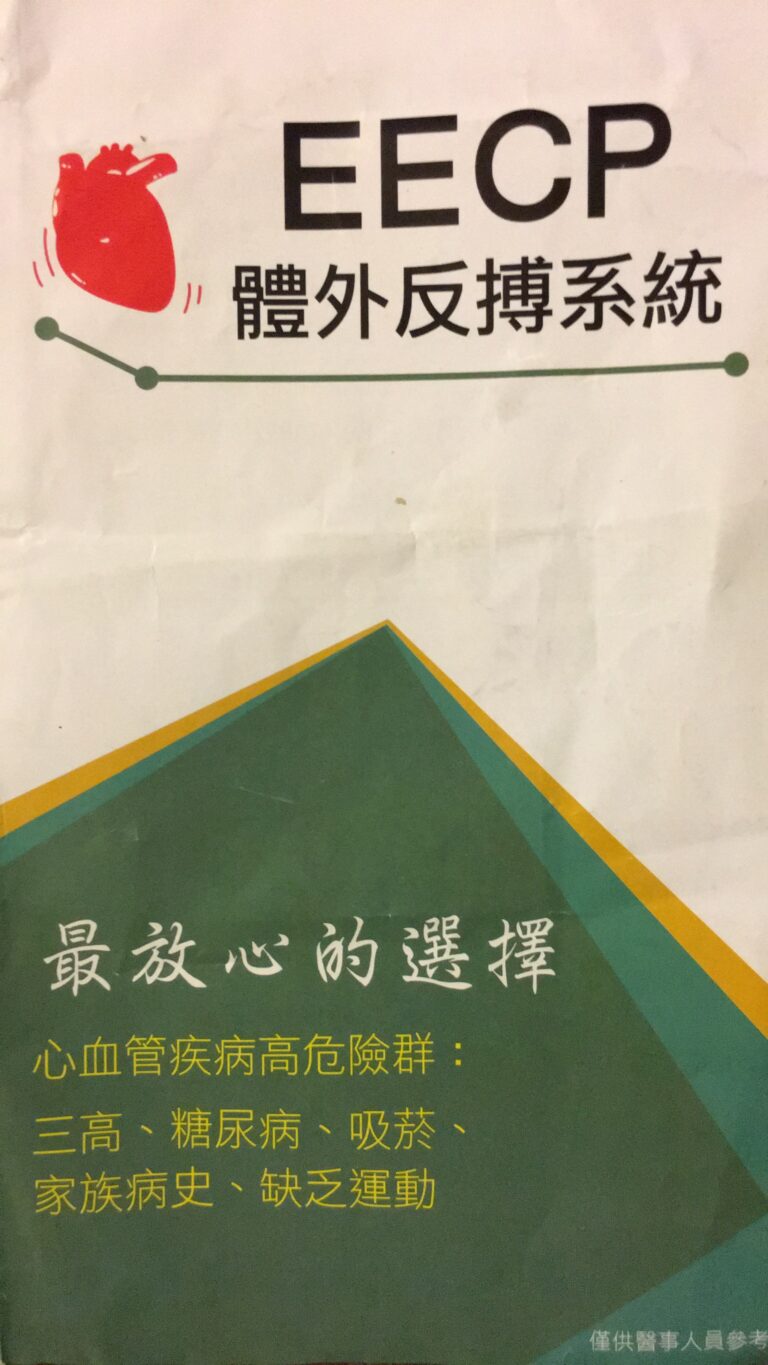 EECP
體外反搏系統
最放心的選擇
心血管疾病高危險群：
三高、糖尿病、吸菸、
家族病史、缺乏運動
僅供醫事人員參考